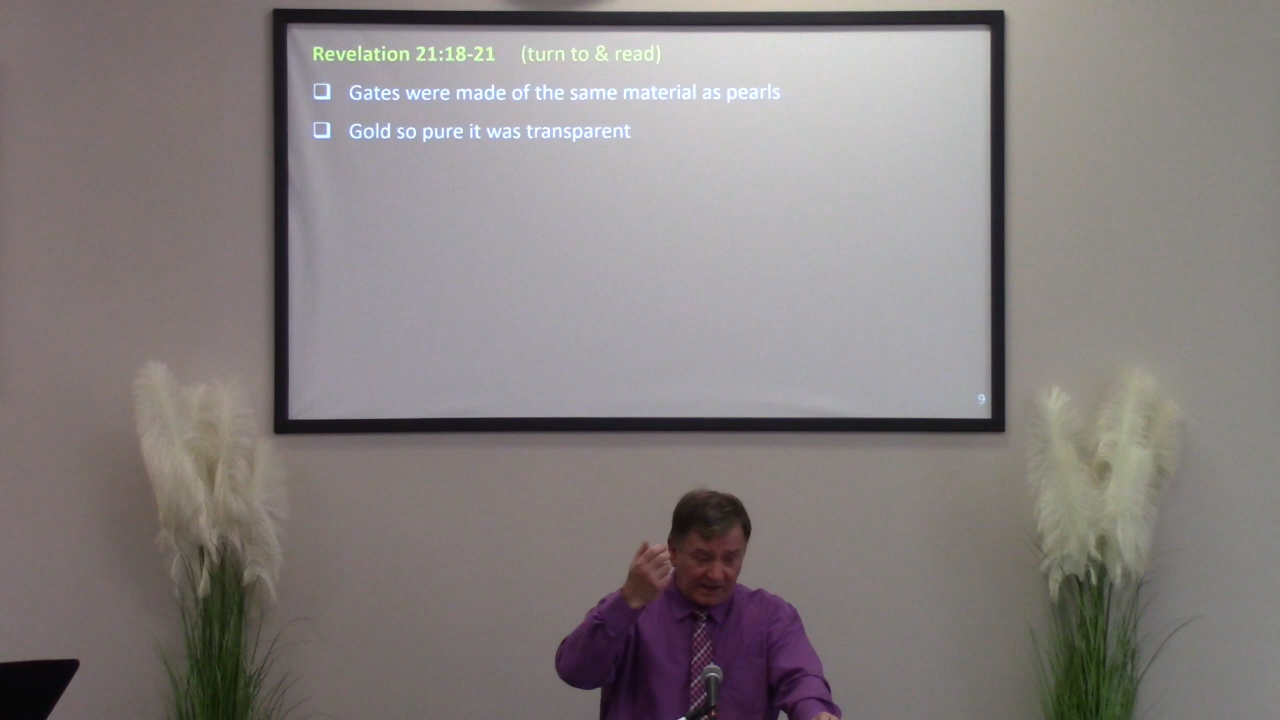 Revelation 21:18-21 (turn to & read)
❑ Gates were made of the same material as pearls
❑ Gold so pure it was transparent
9